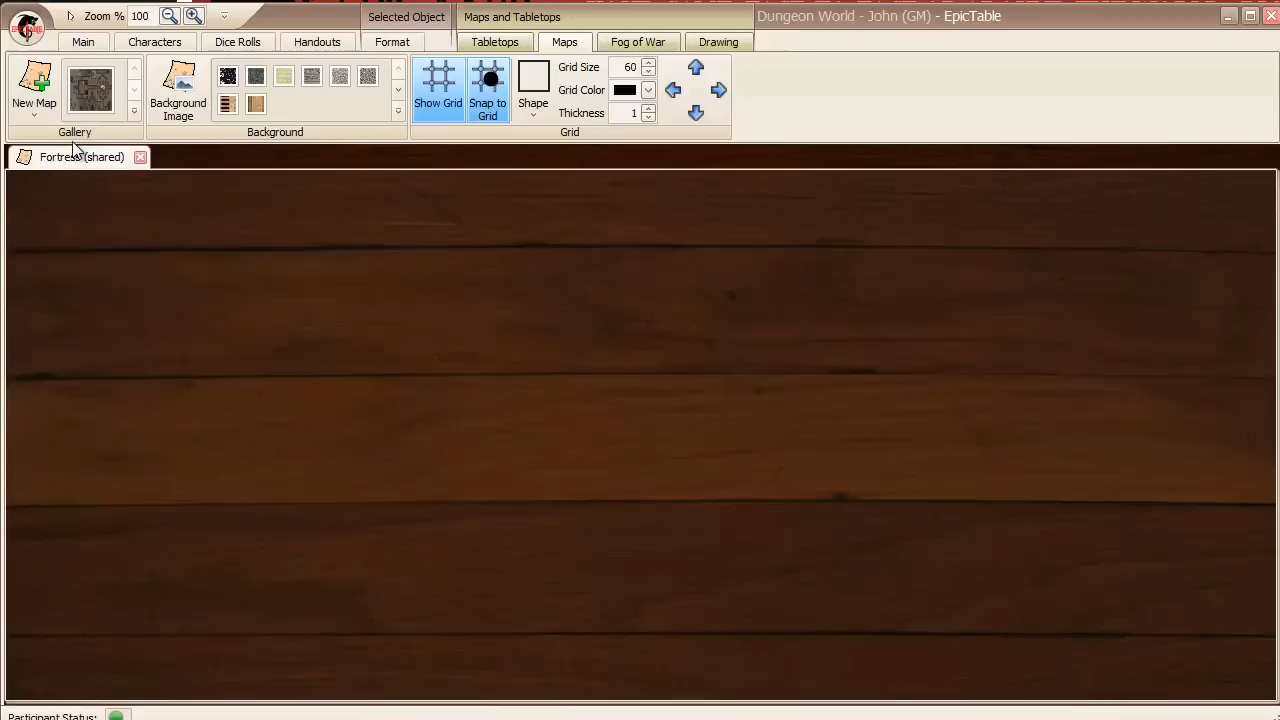 Zoom % 100
Selected Object
Maps and Tabletops
Dungeon World - John (GM) - EpicTable
Main
Characters
Dice Rolls
Handouts
Format
Tabletops
Maps
Fog of War
Drawing
New Map
Gallery
Background
Image
Background
Show Grid
Snap to
Grid
Shape
Grid Size 60
Grid Color
Thickness 1
Grid
Fortress (shared)
Participant Status: